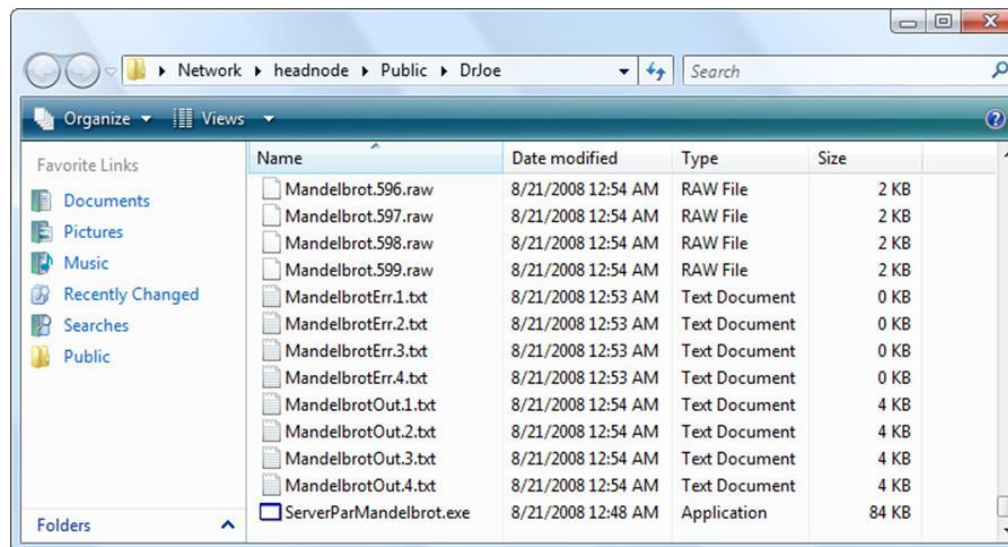 Network ▸ headnode ▸ Public ▸ DrJoe
Search
Organize Views
Favorite Links
Documents
Pictures
Music
Recently Changed
Searches
Public
Folders
Name Date modified Type Size
Mandelbrot.596.raw 8/21/2008 12:54 AM RAW File 2 KB
Mandelbrot.597.raw 8/21/2008 12:54 AM RAW File 2 KB
Mandelbrot.598.raw 8/21/2008 12:54 AM RAW File 2 KB
Mandelbrot.599.raw 8/21/2008 12:54 AM RAW File 2 KB
MandelbrotErr.1.txt 8/21/2008 12:53 AM Text Document 0 KB
MandelbrotErr.2.txt 8/21/2008 12:53 AM Text Document 0 KB
MandelbrotErr.3.txt 8/21/2008 12:53 AM Text Document 0 KB
MandelbrotErr.4.txt 8/21/2008 12:53 AM Text Document 0 KB
MandelbrotOut.1.txt 8/21/2008 12:54 AM Text Document 4 KB
MandelbrotOut.2.txt 8/21/2008 12:54 AM Text Document 4 KB
MandelbrotOut.3.txt 8/21/2008 12:54 AM Text Document 4 KB
MandelbrotOut.4.txt 8/21/2008 12:54 AM Text Document 4 KB
ServerParMandelbrot.exe 8/21/2008 12:48 AM Application 84 KB